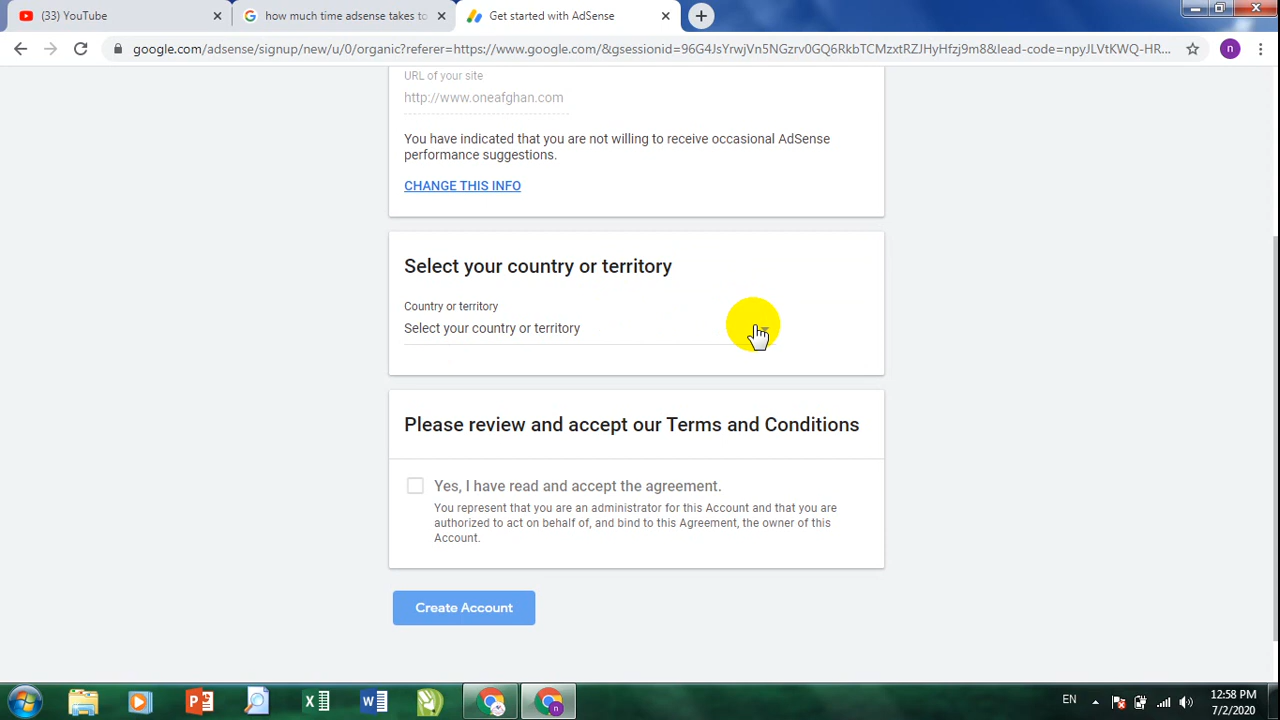 (33) YouTube
how much time adsense takes to
Get started with AdSense
google.com/adsense/signup/new/u/0/organic?referer=https://www.google.com/&gsessionid=96G4JsYrwjVn5NGzrv0GQ6RkbTCMzxtRZJHyHfzj9m8&lead-code=npyJLVtKWQ-HR...
n
URL of your site
http://www.oneafghan.com
You have indicated that you are not willing to receive occasional AdSense
performance suggestions.
CHANGE THIS INFO
Select your country or territory
Country or territory
Select your country or territory
Please review and accept our Terms and Conditions
Yes, I have read and accept the agreement.
You represent that you are an administrator for this Account and that you are
authorized to act on behalf of, and bind to this Agreement, the owner of this
Account.
Create Account
EN
12:58 PM
7/2/2020